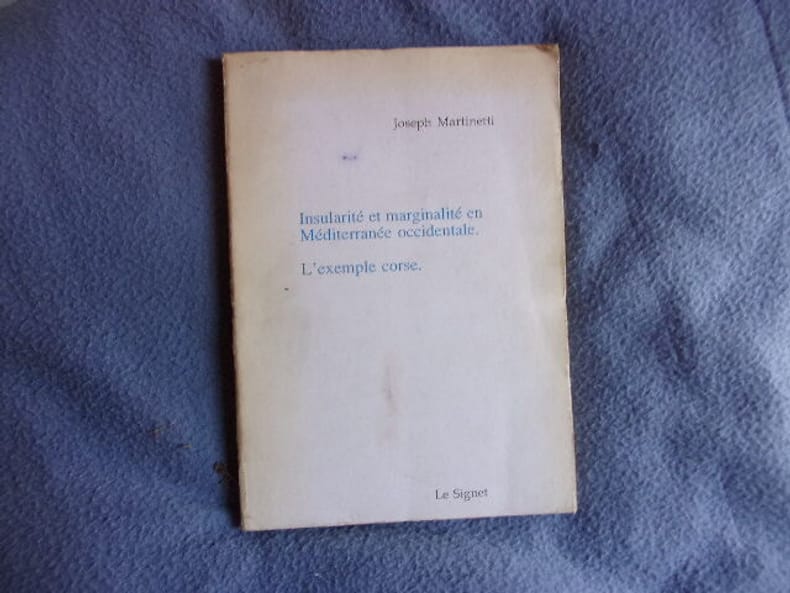 Joseph Martinetti
Insularité et marginalité en
Méditerranée occidentale.
L'exemple corse.
Le Signet